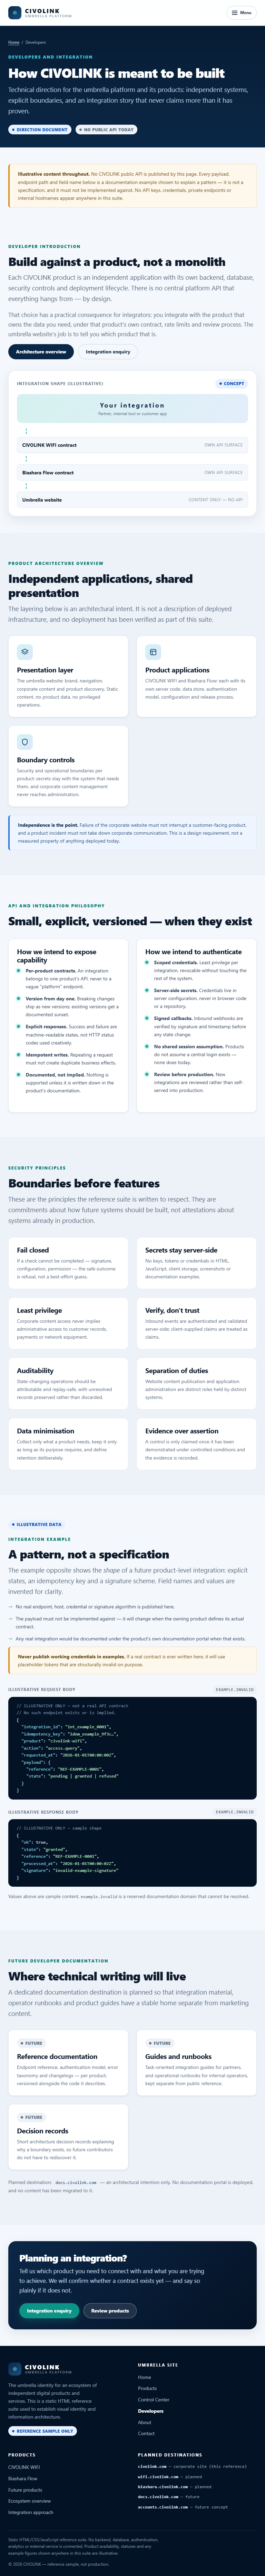 CIVOLINK
UMBRELLA PLATFORM
Menu
Home / Developers
DEVELOPERS AND INTEGRATION
How CIVOLINK is meant to be built
Technical direction for the umbrella platform and its products: independent systems,
explicit boundaries, and an integration story that never claims more than it has
proven.
DIRECTION DOCUMENT
NO PUBLIC API TODAY
Illustrative content throughout. No CIVOLINK public API is published by this page. Every payload,
endpoint path and field name below is a documentation example chosen to explain a pattern — it is not a
specification, and it must not be implemented against. No API keys, credentials, private endpoints or
internal hostnames appear anywhere in this suite.
DEVELOPER INTRODUCTION
Build against a product, not a monolith
Each CIVOLINK product is an independent application with its own backend, database,
security controls and deployment lifecycle. There is no central platform API that
everything hangs from — by design.
That choice has a practical consequence for integrators: you integrate with the product that
owns the data you need, under that product's own contract, rate limits and review process. The
umbrella website's job is to tell you which product that is.
Architecture overview
Integration enquiry
INTEGRATION SHAPE (ILLUSTRATIVE)
CONCEPT
Your integration
Partner, internal tool or customer app
CIVOLINK WIFI contract
OWN API SURFACE
Biashara Flow contract
OWN API SURFACE
Umbrella website
CONTENT ONLY — NO API
PRODUCT ARCHITECTURE OVERVIEW
Independent applications, shared
presentation
The layering below is an architectural intent. It is not a description of deployed
infrastructure, and no deployment has been verified as part of this suite.
Presentation layer
The umbrella website: brand, navigation,
corporate content and product discovery. Static
content, no product data, no privileged
operations.
Product applications
CIVOLINK WIFI and Biashara Flow: each with its
own server code, data store, authentication
model, configuration and release process.
Boundary controls
Security and operational boundaries per
product: secrets stay with the system that needs
them, and corporate content management
never reaches administration.
Independence is the point. Failure of the corporate website must not interrupt a customer-facing product,
and a product incident must not take down corporate communication. This is a design requirement, not a
measured property of anything deployed today.
API AND INTEGRATION PHILOSOPHY
Small, explicit, versioned — when they exist
How we intend to expose
capability
Per-product contracts. An integration
belongs to one product's API, never to a
vague "platform" endpoint.
Version from day one. Breaking changes
ship as new versions; existing versions get a
documented sunset.
Explicit responses. Success and failure are
machine-readable states, not HTTP status
codes used creatively.
Idempotent writes. Repeating a request
must not create duplicate business effects.
Documented, not implied. Nothing is
supported unless it is written down in the
product's documentation.
How we intend to authenticate
Scoped credentials. Least privilege per
integration, revocable without touching the
rest of the system.
Server-side secrets. Credentials live in
server configuration, never in browser code
or a repository.
Signed callbacks. Inbound webhooks are
verified by signature and timestamp before
any state change.
No shared session assumption. Products
do not assume a central login exists —
none does today.
Review before production. New
integrations are reviewed rather than self-
served into production.
SECURITY PRINCIPLES
Boundaries before features
These are the principles the reference suite is written to respect. They are
commitments about how future systems should be built, not attestations about
systems already in production.
Fail closed
If a check cannot be completed — signature,
configuration, permission — the safe outcome
is refusal, not a best-effort guess.
Secrets stay server-side
No keys, tokens or credentials in HTML,
JavaScript, client storage, screenshots or
documentation examples.
Least privilege
Corporate content access never implies
administrative access to customer records,
payments or network equipment.
Verify, don't trust
Inbound events are authenticated and validated
server-side; client-supplied claims are treated as
claims.
Auditability
State-changing operations should be
attributable and replay-safe, with unresolved
records preserved rather than discarded.
Separation of duties
Website content publication and application
administration are distinct roles held by distinct
systems.
Data minimisation
Collect only what a product needs, keep it only
as long as its purpose requires, and define
retention deliberately.
Evidence over assertion
A control is only claimed once it has been
demonstrated under controlled conditions and
the evidence is recorded.
ILLUSTRATIVE DATA
INTEGRATION EXAMPLE
A pattern, not a specification
The example opposite shows the shape of a future product-level integration: explicit
states, an idempotency key and a signature scheme. Field names and values are
invented for clarity.
→ No real endpoint, host, credential or signature algorithm is published here.
→ The payload must not be implemented against — it will change when the owning product defines its actual
contract.
→ Any real integration would be documented under the product's own documentation portal when that exists.
Never publish working credentials in examples. If a real contract is ever written here, it will use
placeholder tokens that are structurally invalid on purpose.
ILLUSTRATIVE REQUEST BODY
EXAMPLE.INVALID
// ILLUSTRATIVE ONLY — not a real API contract
// No such endpoint exists or is implied.
{
"integration_id": "int_example_0001",
"product": "civolink-wifi",
"action": "access.query",
"requested_at": "2026-01-01T00:00:00Z",
"payload": {
"reference": "REF-EXAMPLE-0001",
"state": "pending | granted | refused"
}
}
ILLUSTRATIVE RESPONSE BODY
EXAMPLE.INVALID
// ILLUSTRATIVE ONLY — sample shape
{
"ok": true,
"state": "granted",
"reference": "REF-EXAMPLE-0001",
"processed_at": "2026-01-01T00:00:02Z",
"signature": "invalid-example-signature"
}
Values above are sample content. example.invalid is a reserved documentation domain that cannot be resolved.
FUTURE DEVELOPER DOCUMENTATION
Where technical writing will live
A dedicated documentation destination is planned so that integration material,
operator runbooks and product guides have a stable home separate from marketing
content.
FUTURE
Reference documentation
Endpoint reference, authentication model, error
taxonomy and changelogs — per product,
versioned alongside the code it describes.
FUTURE
Guides and runbooks
Task-oriented integration guides for partners,
and operational runbooks for internal operators,
kept separate from public reference.
FUTURE
Decision records
Short architecture decision records explaining
why a boundary exists, so future contributors
do not have to rediscover it.
Planned destination: docs.civolink.com — an architectural intention only. No documentation portal is deployed,
and no content has been migrated to it.
Planning an integration?
Tell us which product you need to connect with and what you are trying
to achieve. We will confirm whether a contract exists yet — and say so
plainly if it does not.
Integration enquiry
Review products
CIVOLINK
UMBRELLA PLATFORM
The umbrella identity for an ecosystem of
independent digital products and
services. This is a static HTML reference
suite used to establish visual identity and
information architecture.
REFERENCE SAMPLE ONLY
UMBRELLA SITE
Home
Products
Control Center
Developers
About
Contact
PRODUCTS
CIVOLINK WIFI
Biashara Flow
Future products
Ecosystem overview
Integration approach
PLANNED DESTINATIONS
civolink.com — corporate site (this reference)
wifi.civolink.com — planned
biashara.civolink.com — planned
docs.civolink.com — future
accounts.civolink.com — future concept
Static HTML/CSS/JavaScript reference suite. No backend, database, authentication,
analytics or external service is connected. Product availability, statuses and any
example figures shown anywhere in this suite are illustrative.
© 2026 CIVOLINK — reference sample, not production.